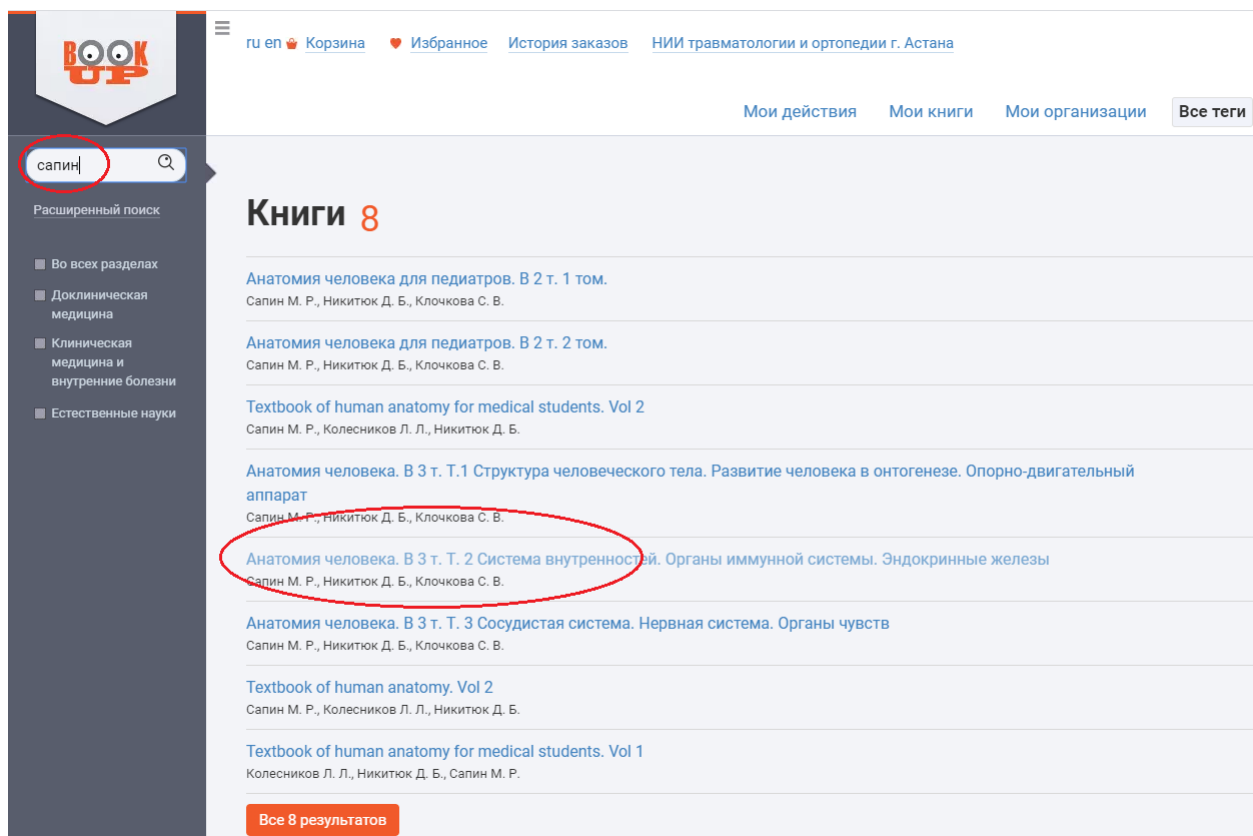 BOOK
UP
ru en Корзина Избранное История заказов НИИ травматологии и ортопедии г. Астана
Мои действия Мои книги Мои организации Все теги
сапин
Расширенный поиск
Во всех разделах
Доклиническая
медицина
Клиническая
медицина и
внутренние болезни
Естественные науки
Книги 8
Анатомия человека для педиатров. В 2 т. 1 том.
Сапин М. Р., Никитюк Д. Б., Клочкова С. В.
Анатомия человека для педиатров. В 2 т. 2 том.
Сапин М. Р., Никитюк Д. Б., Клочкова С. В.
Textbook of human anatomy for medical students. Vol 2
Сапин М. Р., Колесников Л. Л., Никитюк Д. Б.
Анатомия человека. В 3 т. Т.1 Структура человеческого тела. Развитие человека в онтогенезе. Опорно-двигательный
аппарат
Сапин М. Р., Никитюк Д. Б., Клочкова С. В.
Анатомия человека. В 3 т. Т. 2 Система внутренностей. Органы иммунной системы. Эндокринные железы
Сапин М. Р., Никитюк Д. Б., Клочкова С. В.
Анатомия человека. В 3 т. Т. 3 Сосудистая система. Нервная система. Органы чувств
Сапин М. Р., Никитюк Д. Б., Клочкова С. В.
Textbook of human anatomy. Vol 2
Сапин М. Р., Колесников Л. Л., Никитюк Д. Б.
Textbook of human anatomy for medical students. Vol 1
Колесников Л. Л., Никитюк Д. Б., Сапин М. Р.
Все 8 результатов